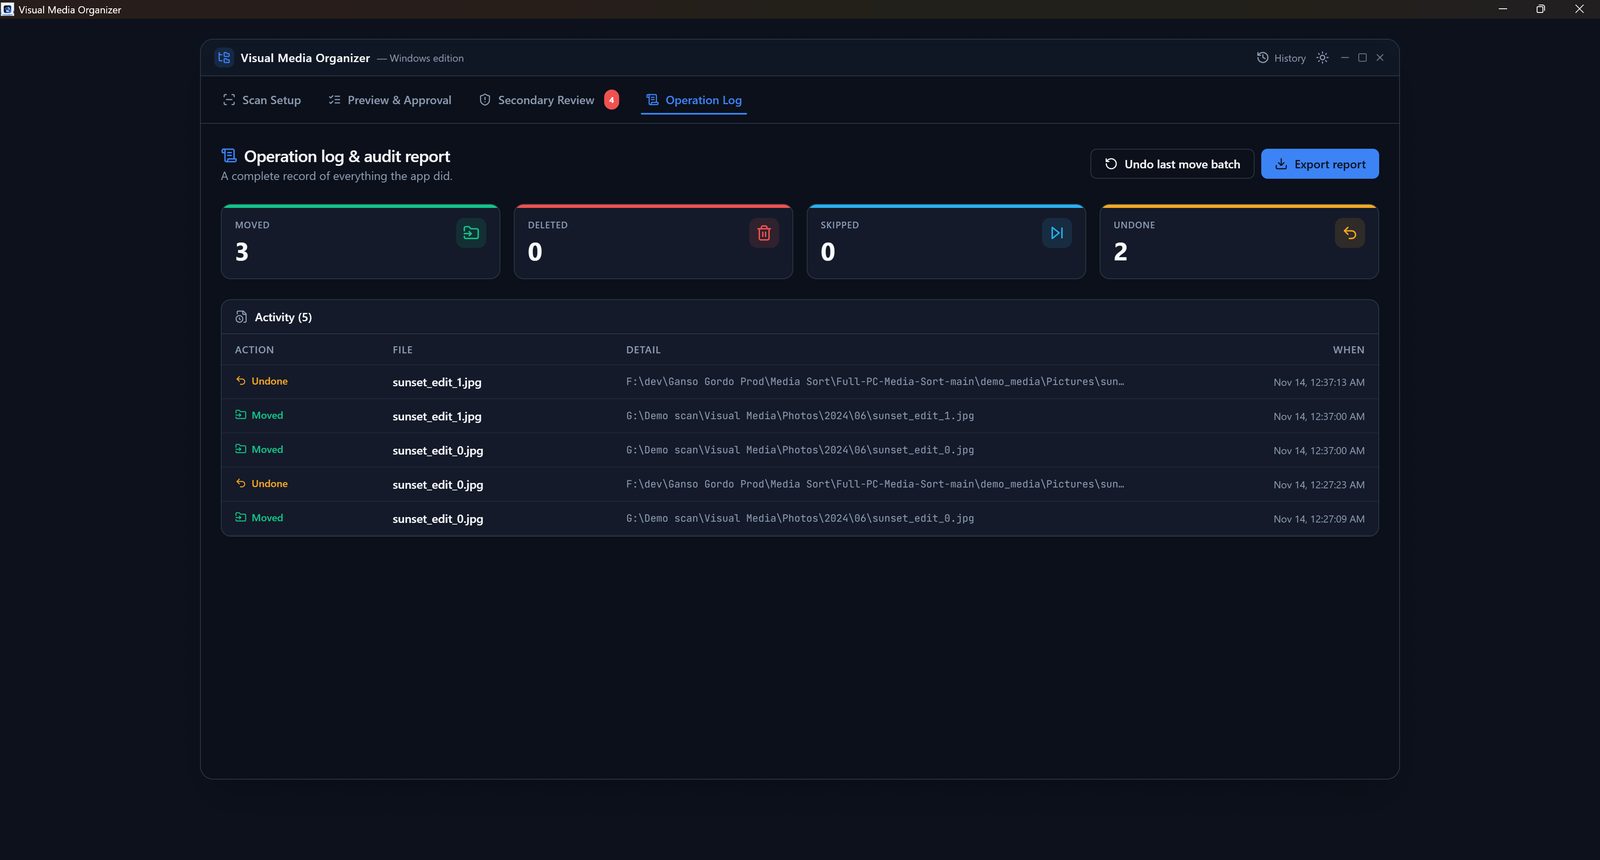 Visual Media Organizer
Visual Media Organizer — Windows edition
History
Scan Setup Preview & Approval Secondary Review 4 Operation Log
Operation log & audit report
A complete record of everything the app did.
Undo last move batch Export report
MOVED
3
DELETED
0
SKIPPED
0
UNDONE
2
Activity (5)
ACTION FILE DETAIL WHEN
Undone sunset_edit_1.jpg F:\dev\Ganso Gordo Prod\Media Sort\Full-PC-Media-Sort-main\demo_media\Pictures\sun… Nov 14, 12:37:13 AM
Moved sunset_edit_1.jpg G:\Demo scan\Visual Media\Photos\2024\06\sunset_edit_1.jpg Nov 14, 12:37:00 AM
Moved sunset_edit_0.jpg G:\Demo scan\Visual Media\Photos\2024\06\sunset_edit_0.jpg Nov 14, 12:37:00 AM
Undone sunset_edit_0.jpg F:\dev\Ganso Gordo Prod\Media Sort\Full-PC-Media-Sort-main\demo_media\Pictures\sun… Nov 14, 12:27:23 AM
Moved sunset_edit_0.jpg G:\Demo scan\Visual Media\Photos\2024\06\sunset_edit_0.jpg Nov 14, 12:27:09 AM